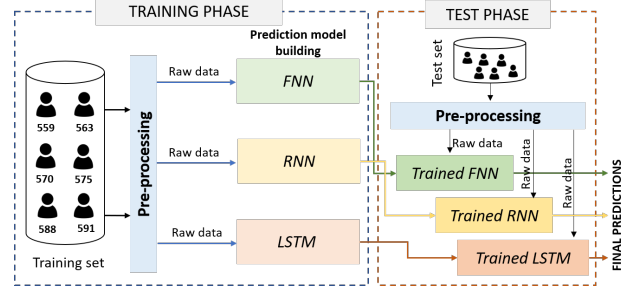 TRAINING PHASE
TEST PHASE
Prediction model
building
Raw data
FNN
559
563
570
575
588
591
Training set
Pre-processing
Raw data
RNN
Raw data
LSTM
Test set
Pre-processing
Raw data
Raw data
Raw data
Trained FNN
Trained RNN
Trained LSTM
FINAL PREDICTIONS